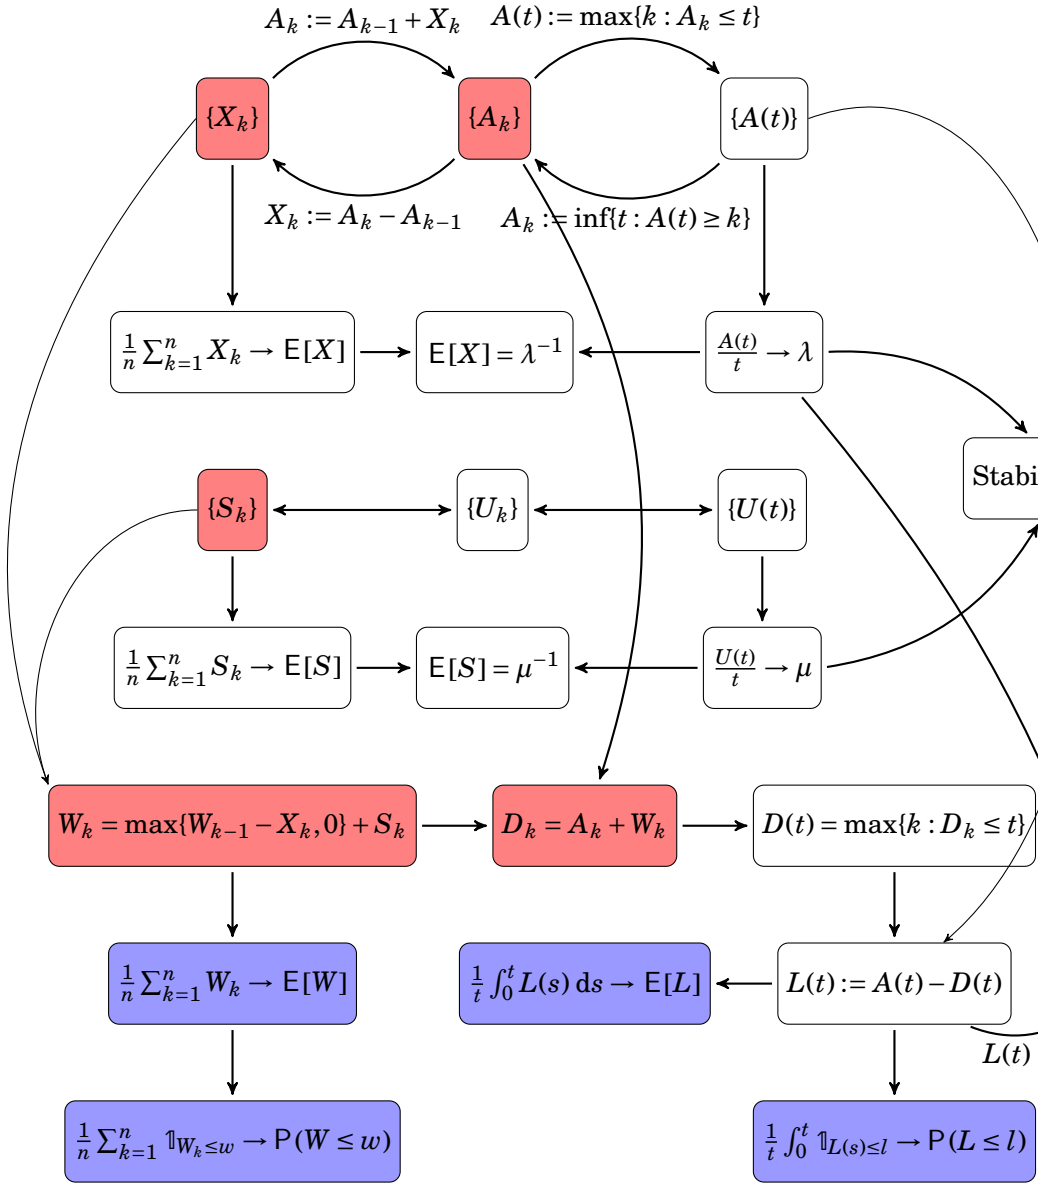 A_k := A_{k−1} + X_k
A(t) := max{k : A_k ≤ t}
{X_k}
{A_k}
{A(t)}
X_k := A_k − A_{k−1}
A_k := inf{t : A(t) ≥ k}
1/n ∑_{k=1}^n X_k → E[X]
E[X] = λ^{−1}
A(t)/t → λ
{S_k}
{U_k}
{U(t)}
Stabi
1/n ∑_{k=1}^n S_k → E[S]
E[S] = μ^{−1}
U(t)/t → μ
W_k = max{W_{k−1} − X_k, 0} + S_k
D_k = A_k + W_k
D(t) = max{k : D_k ≤ t}
1/n ∑_{k=1}^n W_k → E[W]
1/t ∫_0^t L(s) ds → E[L]
L(t) := A(t) − D(t)
L(t)
1/n ∑_{k=1}^n 𝟙_{W_k ≤ w} → P(W ≤ w)
1/t ∫_0^t 𝟙_{L(s) ≤ l} → P(L ≤ l)